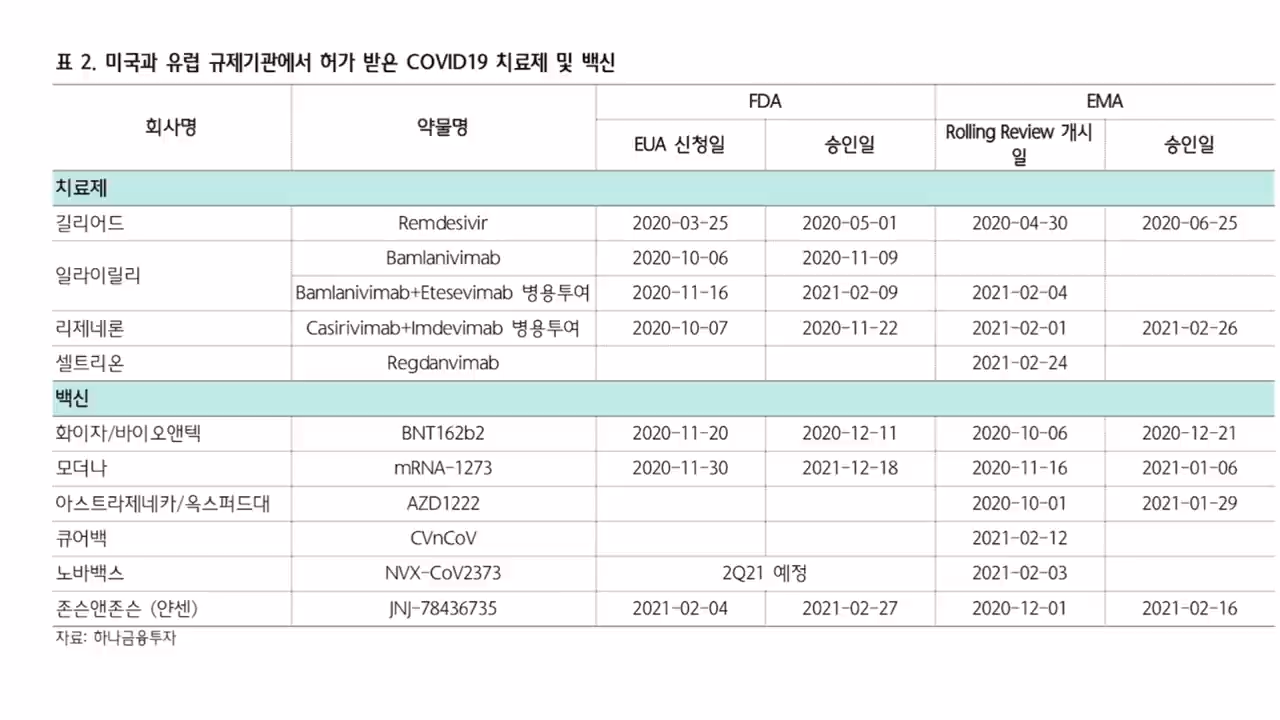 표 2. 미국과 유럽 규제기관에서 허가 받은 COVID19 치료제 및 백신
회사명 약물명 FDA EMA
EUA 신청일 승인일 Rolling Review 개시일 승인일
치료제
길리어드 Remdesivir 2020-03-25 2020-05-01 2020-04-30 2020-06-25
일라이릴리 Bamlanivimab 2020-10-06 2020-11-09
Bamlanivimab+Etesevimab 병용투여 2020-11-16 2021-02-09 2021-02-04
리제네론 Casirivimab+Imdevimab 병용투여 2020-10-07 2020-11-22 2021-02-01 2021-02-26
셀트리온 Regdanvimab 2021-02-24
백신
화이자/바이오앤텍 BNT162b2 2020-11-20 2020-12-11 2020-10-06 2020-12-21
모더나 mRNA-1273 2020-11-30 2021-12-18 2020-11-16 2021-01-06
아스트라제네카/옥스퍼드대 AZD1222 2020-10-01 2021-01-29
큐어백 CVnCoV 2021-02-12
노바백스 NVX-CoV2373 2Q21 예정 2021-02-03
존슨앤존슨 (얀센) JNJ-78436735 2021-02-04 2021-02-27 2020-12-01 2021-02-16
자료: 하나금융투자